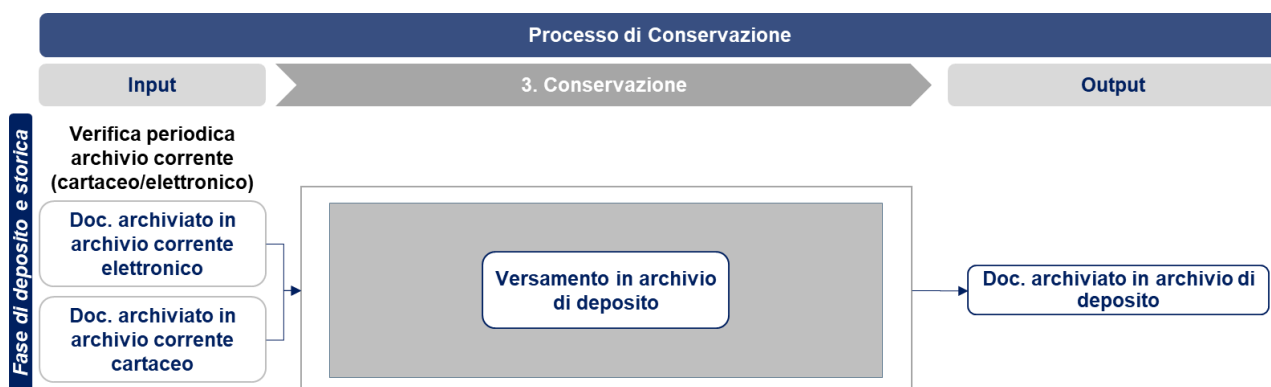 Processo di Conservazione
Input
3. Conservazione
Output
Fase di deposito e storica
Verifica periodica
archivio corrente
(cartaceo/elettronico)
Doc. archiviato in
archivio corrente
elettronico
Doc. archiviato in
archivio corrente
cartaceo
Versamento in archivio
di deposito
Doc. archiviato in archivio di
deposito